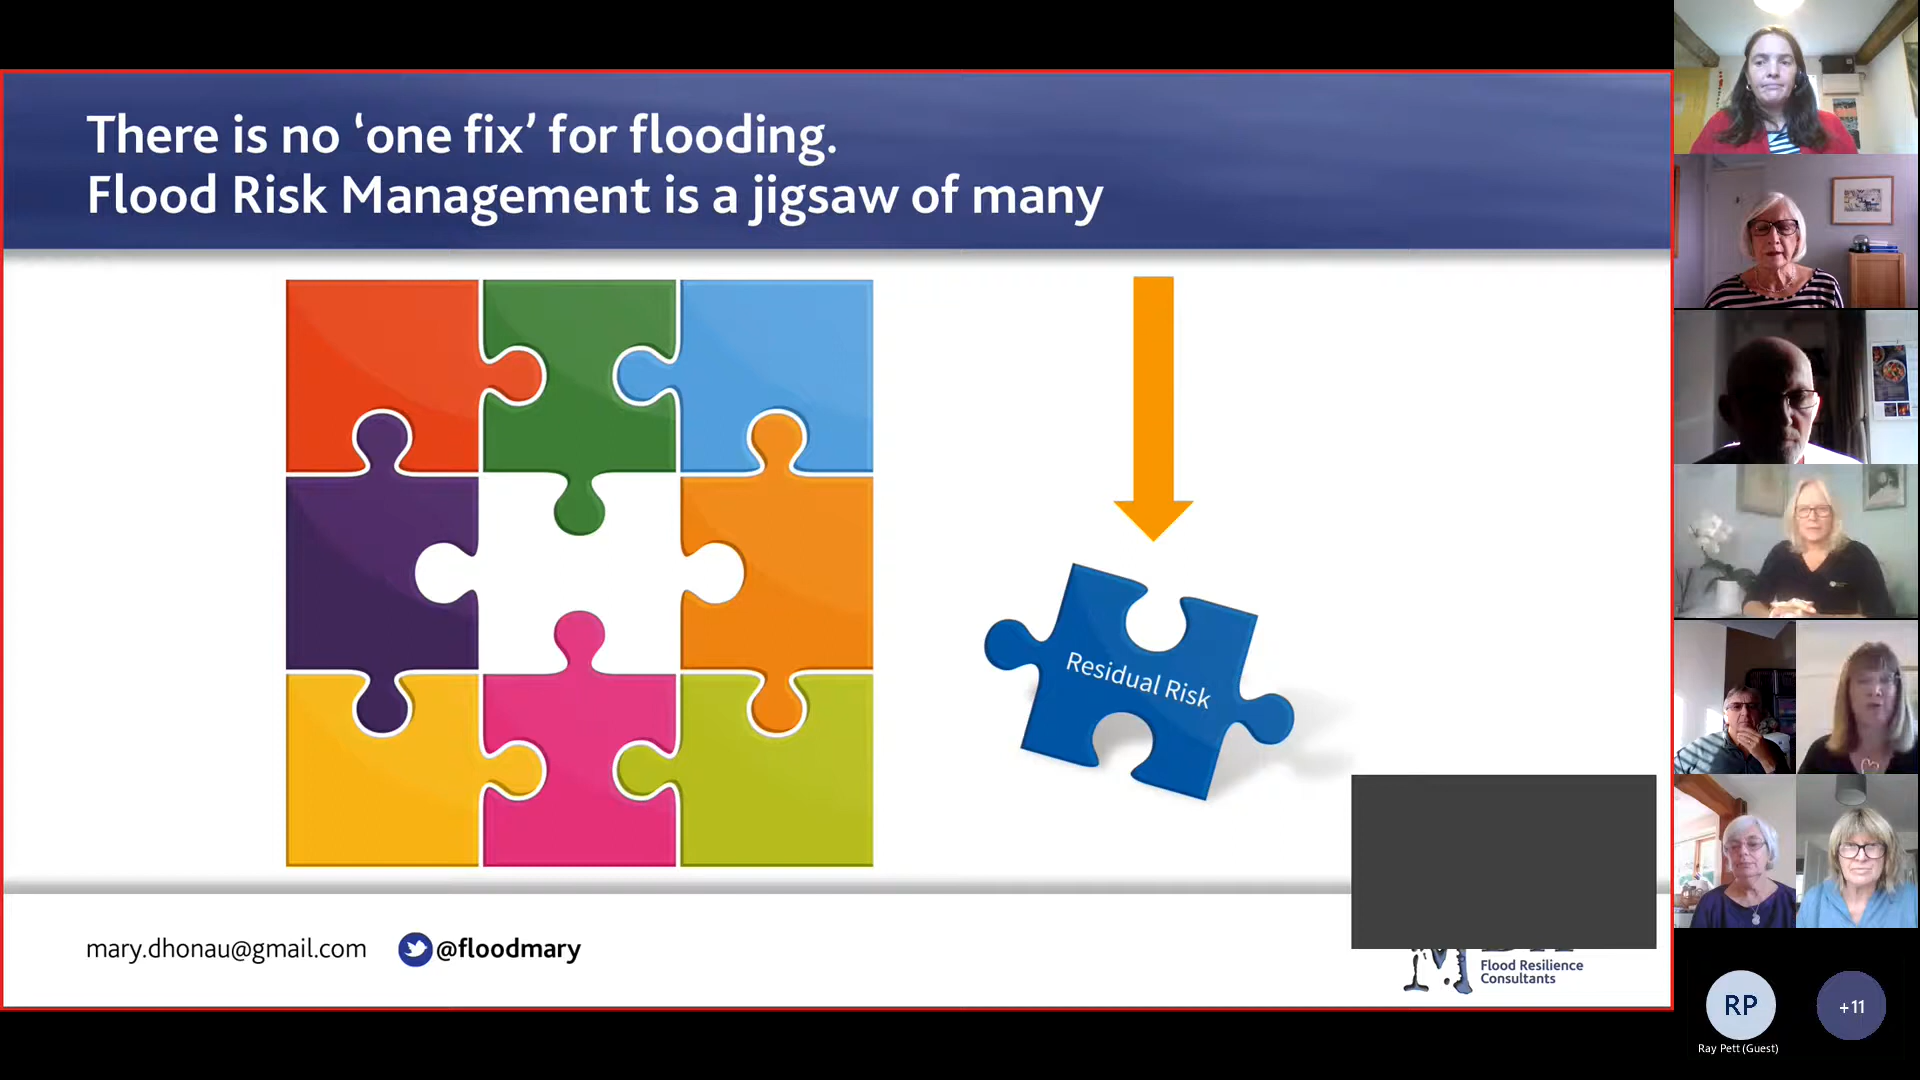 There is no ‘one fix’ for flooding.
Flood Risk Management is a jigsaw of many
Residual Risk
mary.dhonau@gmail.com @floodmary
Flood Resilience
Consultants
RP
+11
Ray Pett (Guest)